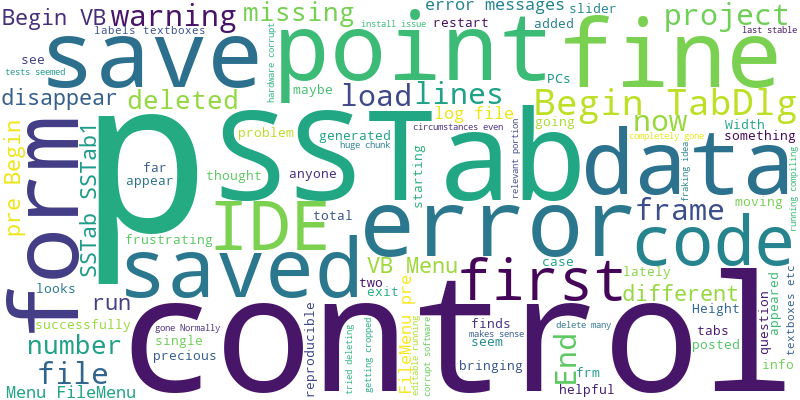 Begin VB
warning
missing
error messages
slider
project
labels textboxes
install issue
restart
added
last stable
see
tests seemed
save
point
fine
hardware corrupt
maybe
PCs
disappear
deleted
load
lines
Begin TabDlg
pre Begin
form
p
SSTab
data
problem
generated
log file
going
now
Width
completely gone
something
circumstances even
relevant portion
huge chunk
SSTab SSTab1
far
appear
thought
anyone
starting
fraking idea
moving
running compiling
IDE
error
frame
code
frustrating
total
looks
saved
VB Menu
first
case
lately
two
exit
different
tabs
Height
appeared
textboxes etc
run
control
FileMenu pre
successfully
number
single
gone Normally
precious
reproducible
tried deleting
getting cropped
editable running
corrupt software
finds
makes sense
seem
End
delete many
posted
question
info
file
bringing
frm
helpful
Menu FileMenu